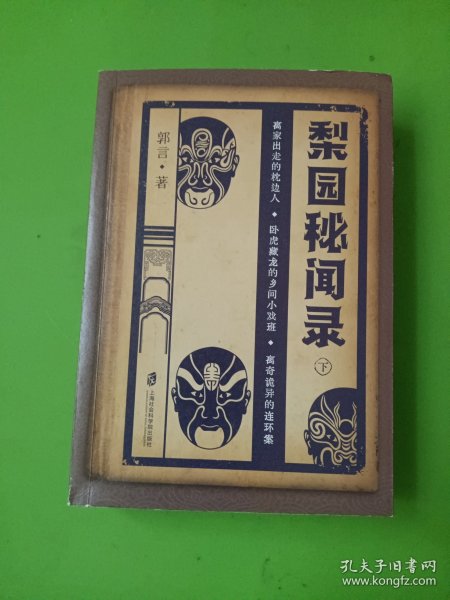 梨园秘闻录
下
离家出走的枕边人◆卧虎藏龙的乡间小戏班◆离奇诡异的连环案
郭言·著
上海社会科学院出版社
孔夫子旧书网
www.kongfz.com